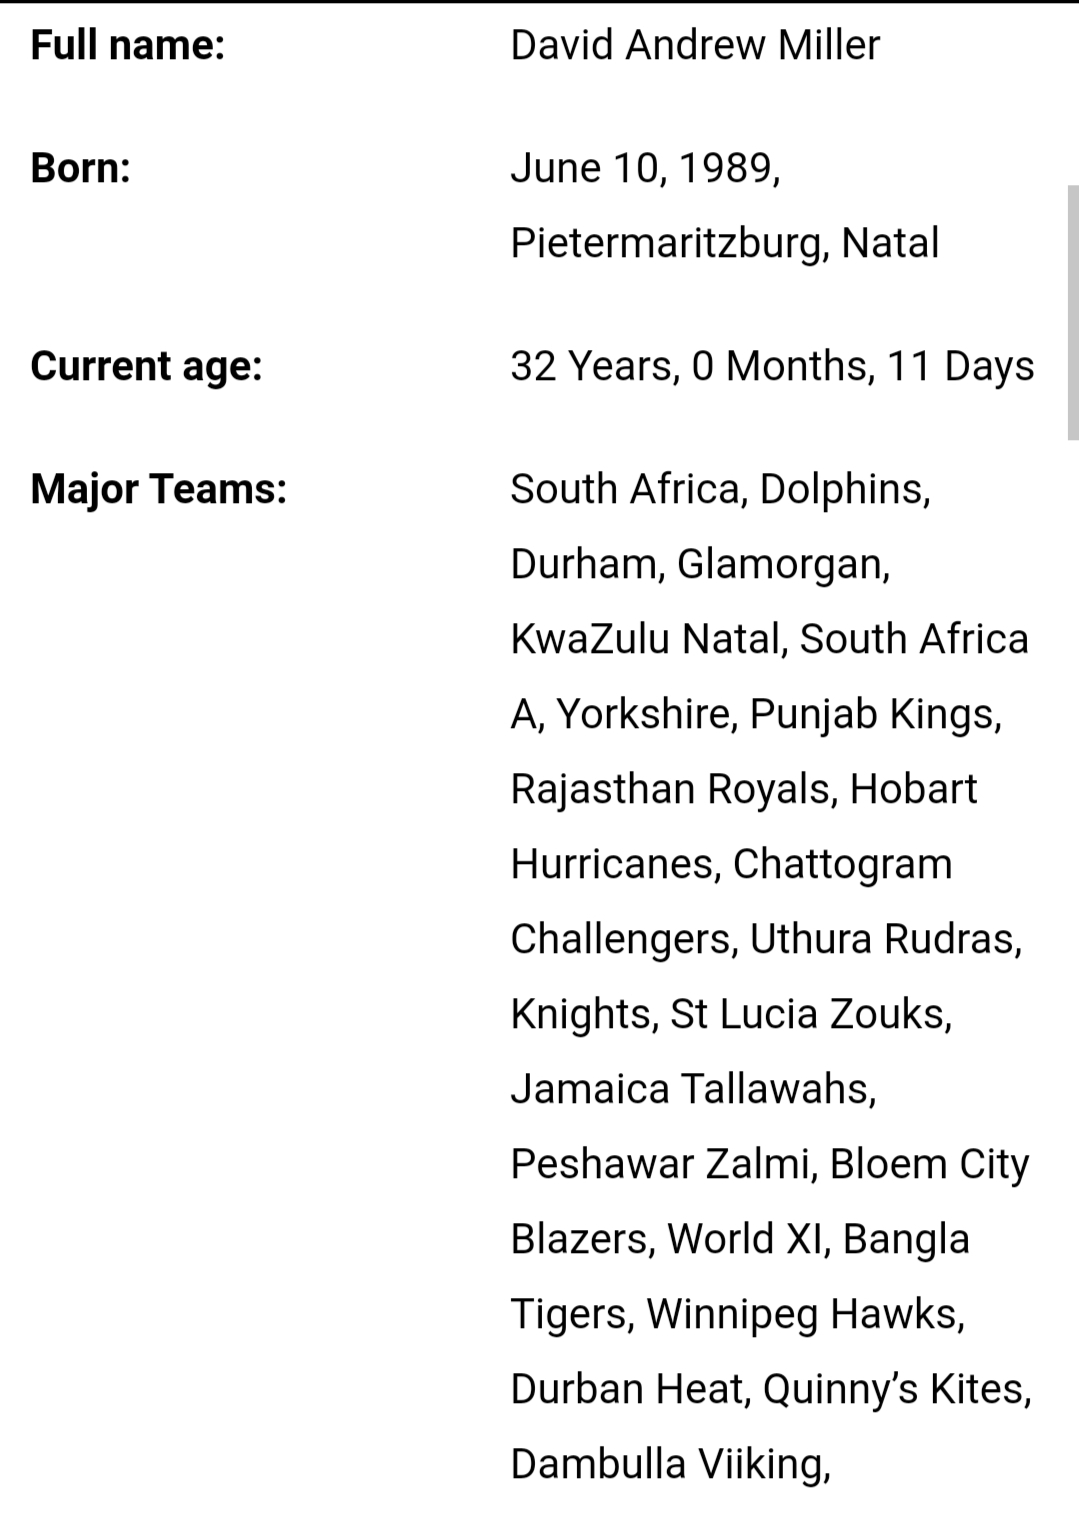 Full name: David Andrew Miller
Born: June 10, 1989,
Pietermaritzburg, Natal
Current age: 32 Years, 0 Months, 11 Days
Major Teams: South Africa, Dolphins,
Durham, Glamorgan,
KwaZulu Natal, South Africa
A, Yorkshire, Punjab Kings,
Rajasthan Royals, Hobart
Hurricanes, Chattogram
Challengers, Uthura Rudras,
Knights, St Lucia Zouks,
Jamaica Tallawahs,
Peshawar Zalmi, Bloem City
Blazers, World XI, Bangla
Tigers, Winnipeg Hawks,
Durban Heat, Quinny’s Kites,
Dambulla Viiking,